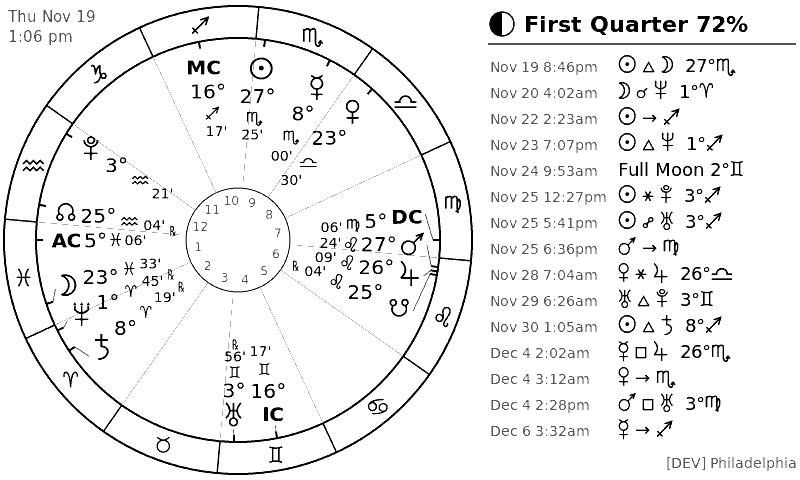 Thu Nov 19
1:06 pm
MC
16°
♐
17'
☉
27°
♏
25'
☿
8°
♏
00'
♀
23°
♎
30'
♇
3°
♒
21'
☊ 25° ♒ 04' ℞
AC 5° ♓ 06'
☽ 23° ♓ 33'
♆ 1° ♈ 45' ℞
♄ 8° ♈ 19' ℞
06' ♍ 5° DC
24' ♌ 27° ♂
09' ♌ 26° ♃
℞ 04' ♌ 25° ☋
℞
56'
♊
3°
♅
17'
♊
16°
IC
1
2
3
4
5
6
7
8
9
10
11
12
♈
♉
♊
♋
♌
♍
♎
♏
♐
♑
♒
♓
First Quarter 72%
Nov 19 8:46pm ☉ △ ☽ 27°♏
Nov 20 4:02am ☽ ☌ ♆ 1°♈
Nov 22 2:23am ☉ → ♐
Nov 23 7:07pm ☉ △ ♆ 1°♐
Nov 24 9:53am Full Moon 2°♊
Nov 25 12:27pm ☉ ⚹ ♇ 3°♐
Nov 25 5:41pm ☉ ☍ ♅ 3°♐
Nov 25 6:36pm ♂ → ♍
Nov 28 7:04am ♀ ⚹ ♃ 26°♎
Nov 29 6:26am ♅ △ ♇ 3°♊
Nov 30 1:05am ☉ △ ♄ 8°♐
Dec 4 2:02am ☿ □ ♃ 26°♏
Dec 4 3:12am ♀ → ♏
Dec 4 2:28pm ♂ □ ♅ 3°♍
Dec 6 3:32am ☿ → ♐
[DEV] Philadelphia